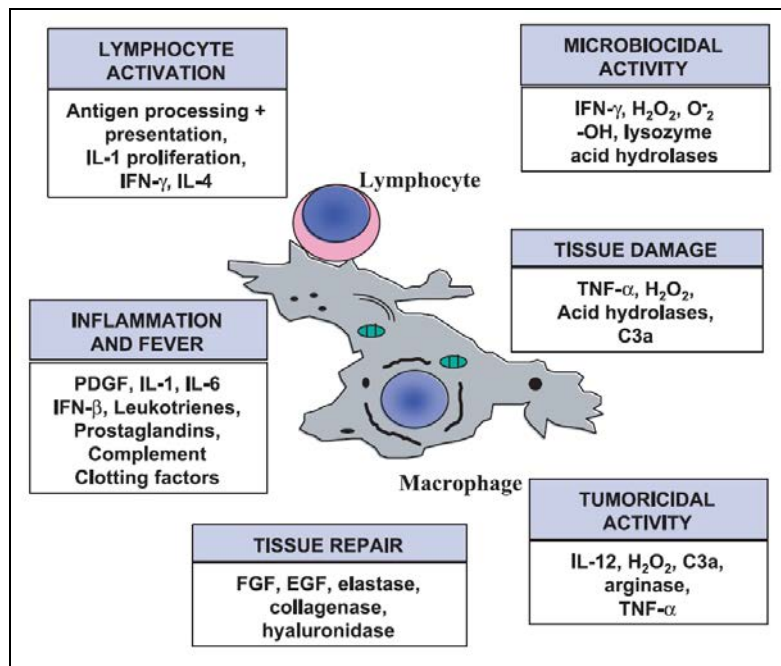 LYMPHOCYTE
ACTIVATION
Antigen processing +
presentation,
IL-1 proliferation,
IFN-γ, IL-4
MICROBIOCIDAL
ACTIVITY
IFN-γ, H₂O₂, O⁻₂
-OH, lysozyme
acid hydrolases
Lymphocyte
TISSUE DAMAGE
TNF-α, H₂O₂,
Acid hydrolases,
C3a
INFLAMMATION
AND FEVER
PDGF, IL-1, IL-6
IFN-β, Leukotrienes,
Prostaglandins,
Complement
Clotting factors
Macrophage
TUMORICIDAL
ACTIVITY
IL-12, H₂O₂, C3a,
arginase,
TNF-α
TISSUE REPAIR
FGF, EGF, elastase,
collagenase,
hyaluronidase